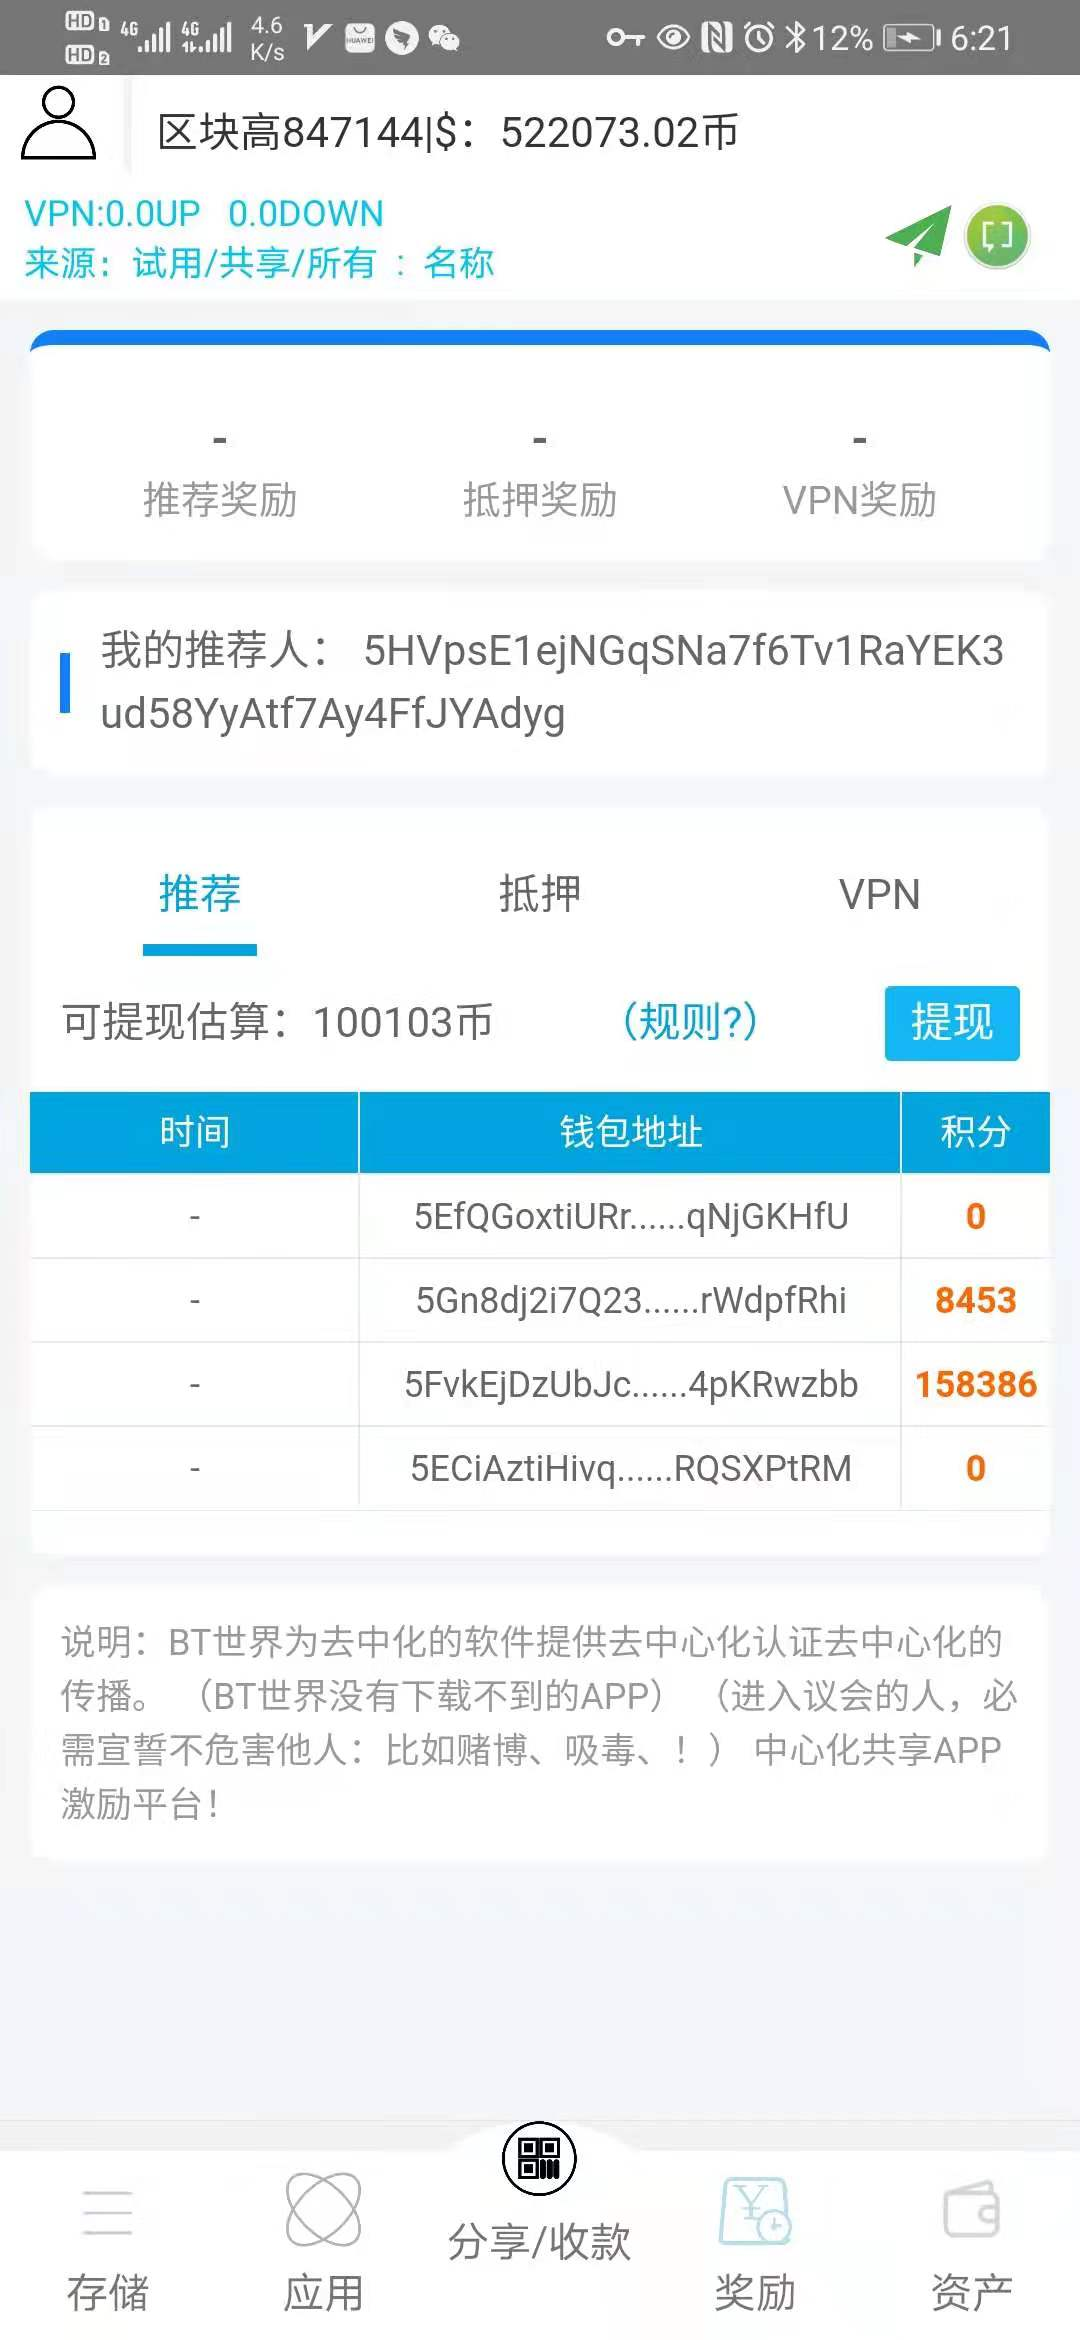 HD 1 4G 4G 4.6 K/s HUAWEI 12% 6:21
HD 2
区块高847144|$：522073.02币
VPN:0.0UP 0.0DOWN
来源：试用/共享/所有 : 名称
- - -
推荐奖励 抵押奖励 VPN奖励
我的推荐人： 5HVpsE1ejNGqSNa7f6Tv1RaYEK3
ud58YyAtf7Ay4FfJYAdyg
推荐 抵押 VPN
可提现估算：100103币 （规则?） 提现
时间 钱包地址 积分
- 5EfQGoxtiURr......qNjGKHfU 0
- 5Gn8dj2i7Q23......rWdpfRhi 8453
- 5FvkEjDzUbJc......4pKRwzbb 158386
- 5ECiAztiHivq......RQSXPtRM 0
说明：BT世界为去中化的软件提供去中心化认证去中心化的
传播。（BT世界没有下载不到的APP）（进入议会的人，必
需宣誓不危害他人：比如赌博、吸毒、！） 中心化共享APP
激励平台！
存储 应用 分享/收款 奖励 资产